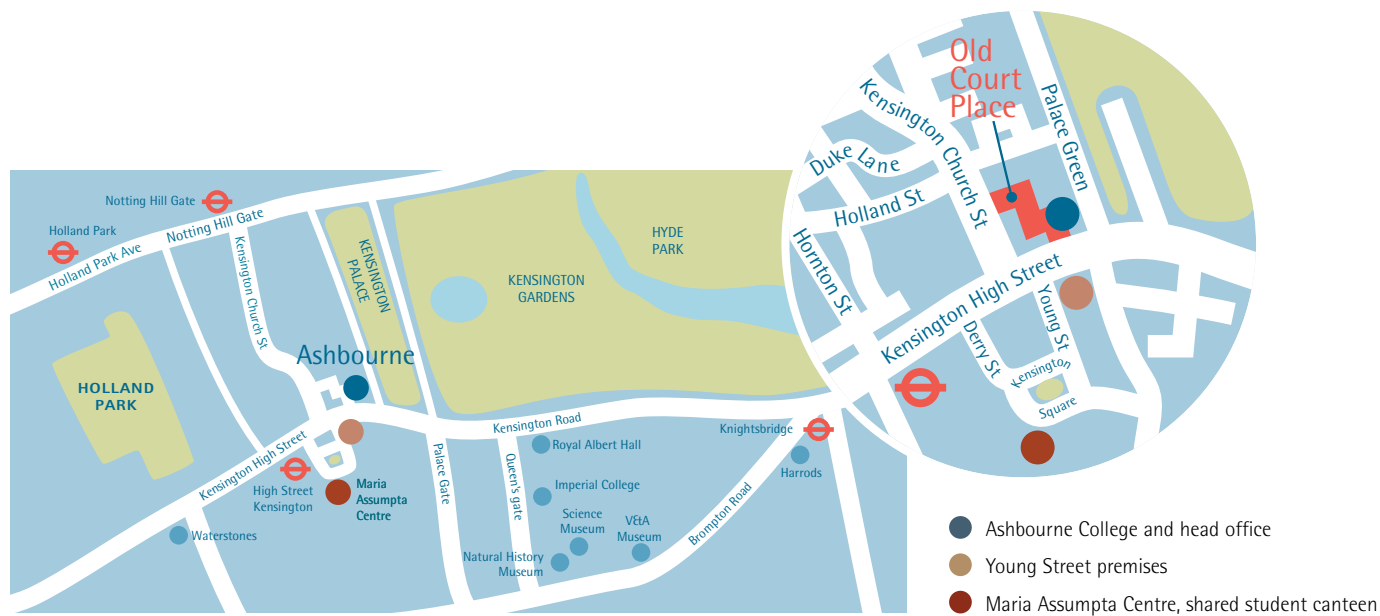 Notting Hill Gate
Holland Park
Holland Park Ave
Notting Hill Gate
Kensington Church St
KENSINGTON
PALACE
KENSINGTON
GARDENS
HYDE
PARK
HOLLAND
PARK
Ashbourne
Kensington High Street
High Street
Kensington
Maria
Assumpta
Centre
Waterstones
Palace Gate
Kensington Road
Queen's gate
Royal Albert Hall
Imperial College
Science
Museum
V&A
Museum
Natural History
Museum
Brompton Road
Knightsbridge
Harrods
Old
Court
Place
Kensington Church St
Palace Green
Duke Lane
Holland St
Hornton St
Kensington High Street
Derry St
Young St
Kensington
Square
Ashbourne College and head office
Young Street premises
Maria Assumpta Centre, shared student canteen